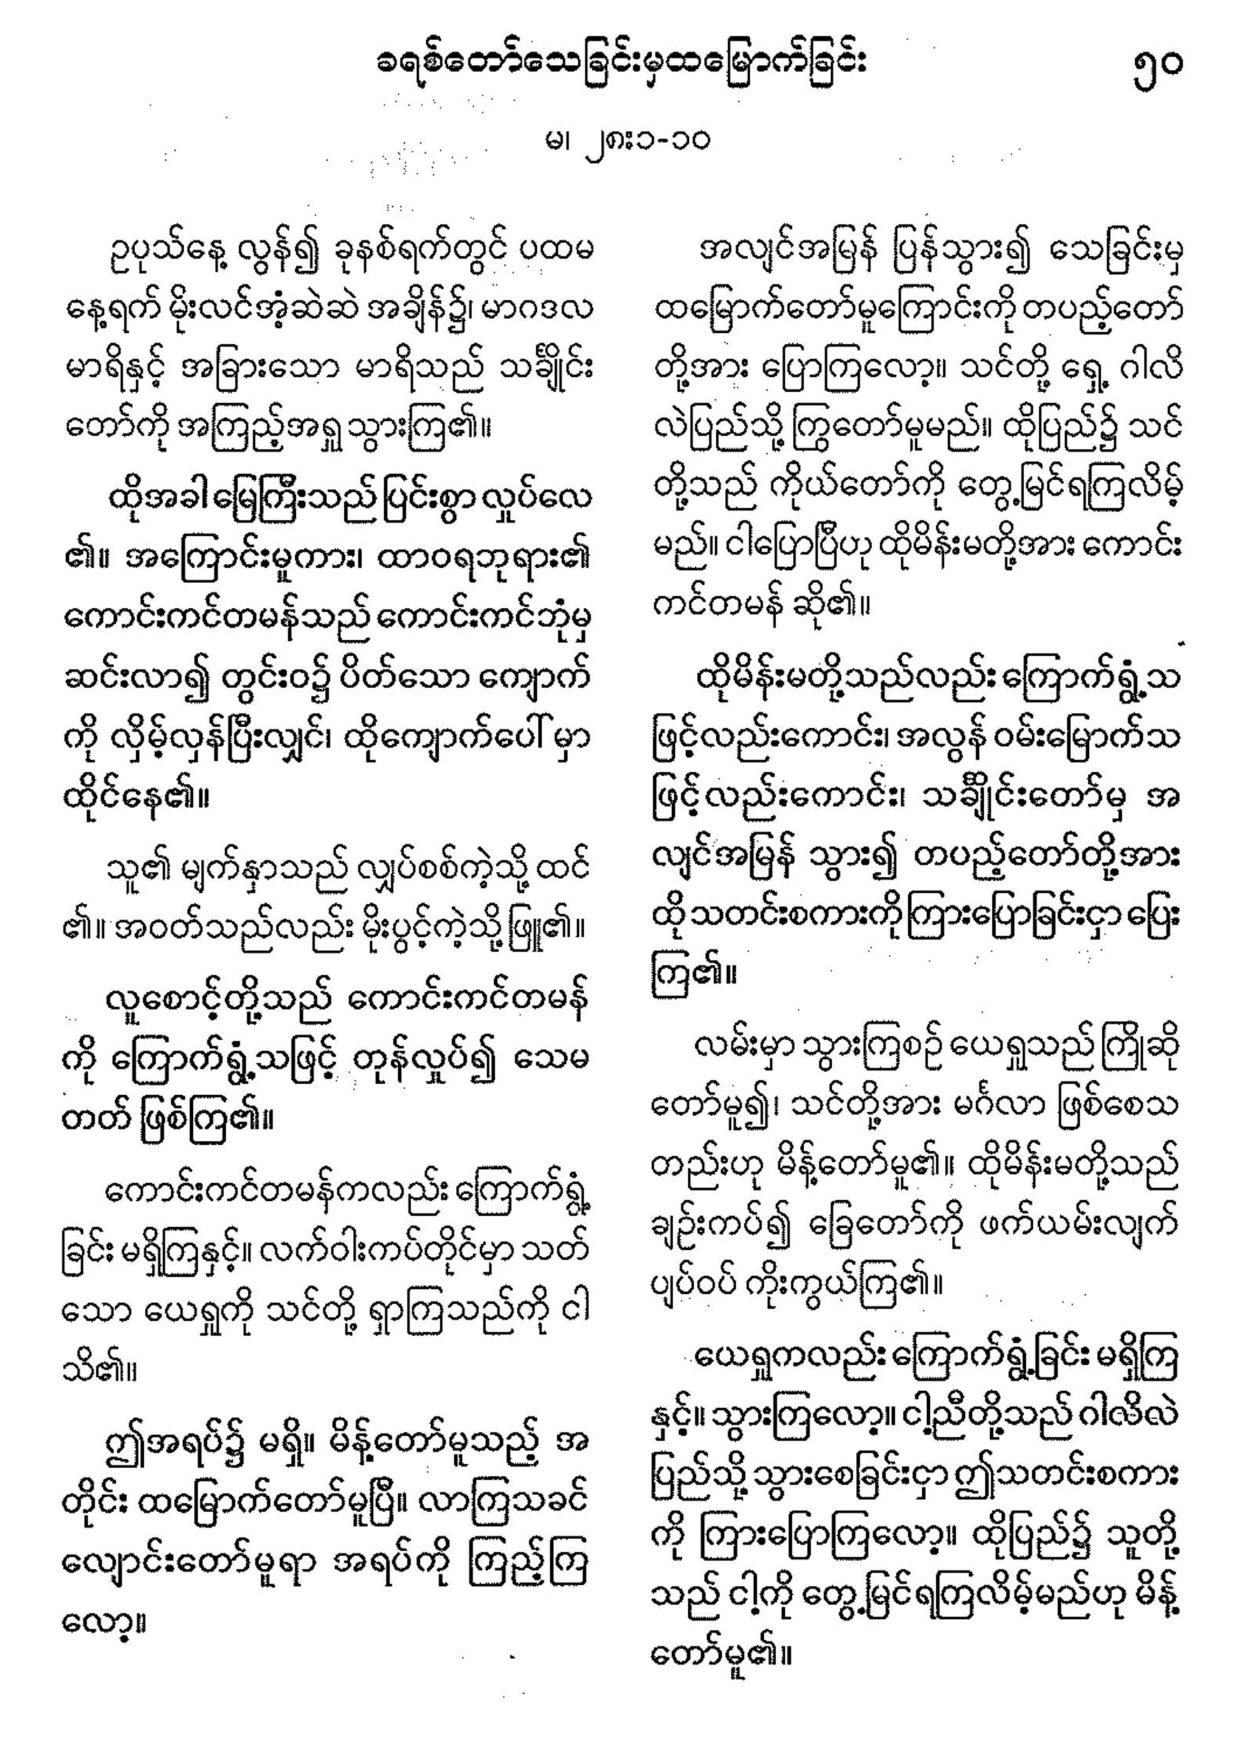 ခရစ်တော်သေခြင်းမှထမြောက်ခြင်း
၅၀
မ၊ ၂၈း၁-၁၀
ဥပုသ်နေ့ လွန်၍ ခုနစ်ရက်တွင် ပထမ
နေ့ရက် မိုးလင်အံ့ဆဲဆဲ အချိန်၌၊ မာဂဒလ
မာရိနှင့် အခြားသော မာရိသည် သင်္ချိုင်း
တော်ကို အကြည့်အရှု သွားကြ၏။
ထိုအခါ မြေကြီးသည် ပြင်းစွာ လှုပ်လေ
၏။ အကြောင်းမူကား၊ ထာဝရဘုရား၏
ကောင်းကင်တမန်သည် ကောင်းကင်ဘုံမှ
ဆင်းလာ၍ တွင်းဝ၌ ပိတ်သော ကျောက်
ကို လှိမ့်လှန်ပြီးလျှင်၊ ထိုကျောက်ပေါ်မှာ
ထိုင်နေ၏။
သူ၏ မျက်နှာသည် လျှပ်စစ်ကဲ့သို့ ထင်
၏။ အဝတ်သည်လည်း မိုးပွင့်ကဲ့သို့ ဖြူ၏။
လူစောင့်တို့သည် ကောင်းကင်တမန်
ကို ကြောက်ရွံ့သဖြင့် တုန်လှုပ်၍ သေမ
တတ် ဖြစ်ကြ၏။
ကောင်းကင်တမန်ကလည်း ကြောက်ရွံ့
ခြင်း မရှိကြနှင့်။ လက်ဝါးကပ်တိုင်မှာ သတ်
သော ယေရှုကို သင်တို့ ရှာကြသည်ကို ငါ
သိ၏။
ဤအရပ်၌ မရှိ။ မိန့်တော်မူသည့် အ
တိုင်း ထမြောက်တော်မူပြီ။ လာကြသခင်
လျောင်းတော်မူရာ အရပ်ကို ကြည့်ကြ
လော့။
အလျင်အမြန် ပြန်သွား၍ သေခြင်းမှ
ထမြောက်တော်မူကြောင်းကို တပည့်တော်
တို့အား ပြောကြလော့။ သင်တို့ ရှေ့ ဂါလိ
လဲပြည်သို့ ကြွတော်မူမည်။ ထိုပြည်၌ သင်
တို့သည် ကိုယ်တော်ကို တွေ့မြင်ရကြလိမ့်
မည်။ ငါပြောပြီဟု ထိုမိန်းမတို့အား ကောင်း
ကင်တမန် ဆို၏။
ထိုမိန်းမတို့သည်လည်း ကြောက်ရွံ့သ
ဖြင့်လည်းကောင်း၊ အလွန် ဝမ်းမြောက်သ
ဖြင့်လည်းကောင်း၊ သင်္ချိုင်းတော်မှ အ
လျင်အမြန် သွား၍ တပည့်တော်တို့အား
ထိုသတင်းစကားကို ကြားပြောခြင်းငှာ ပြေး
ကြ၏။
လမ်းမှာ သွားကြစဉ် ယေရှုသည် ကြိုဆို
တော်မူ၍၊ သင်တို့အား မင်္ဂလာ ဖြစ်စေသ
တည်းဟု မိန့်တော်မူ၏။ ထိုမိန်းမတို့သည်
ချဉ်းကပ်၍ ခြေတော်ကို ဖက်ယမ်းလျက်
ပျပ်ဝပ် ကိုးကွယ်ကြ၏။
ယေရှုကလည်း ကြောက်ရွံ့ခြင်း မရှိကြ
နှင့်။ သွားကြလော့။ ငါ့ညီတို့သည် ဂါလိလဲ
ပြည်သို့ သွားစေခြင်းငှာ ဤသတင်းစကား
ကို ကြားပြောကြလော့။ ထိုပြည်၌ သူတို့
သည် ငါ့ကို တွေ့မြင်ရကြလိမ့်မည်ဟု မိန့်
တော်မူ၏။